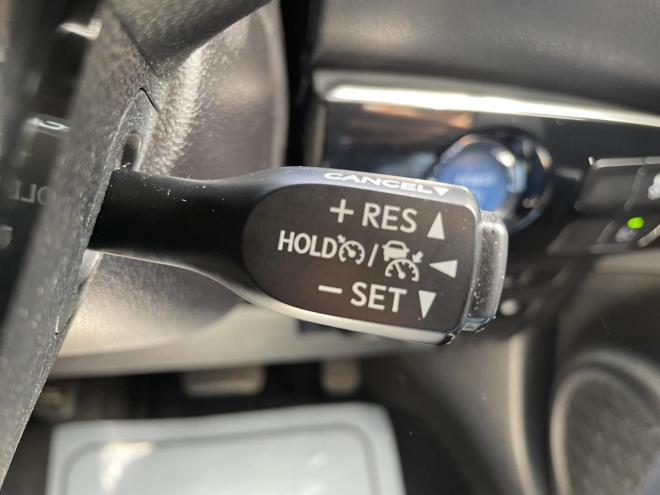 CANCEL▼
+ RES ▲
HOLD / ◀
− SET ▼